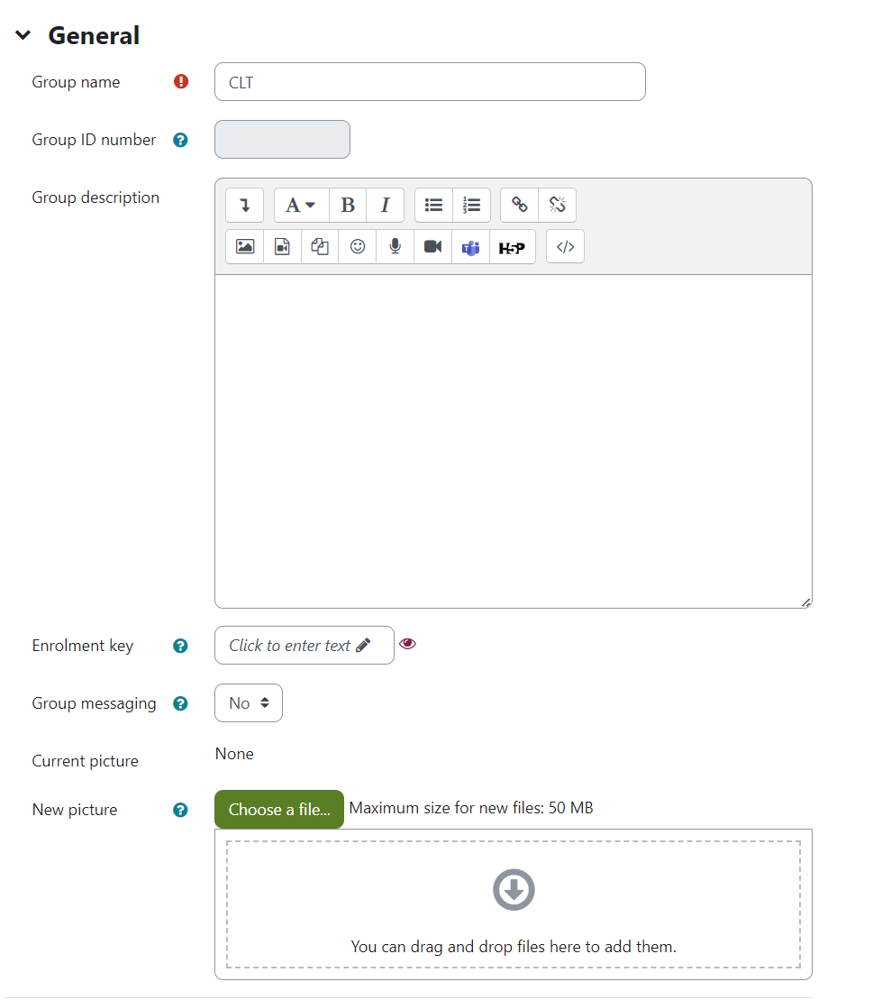 General
Group name
CLT
Group ID number
Group description
A B I
H5P </>
Enrolment key
Click to enter text
Group messaging
No
Current picture
None
New picture
Choose a file...
Maximum size for new files: 50 MB
You can drag and drop files here to add them.